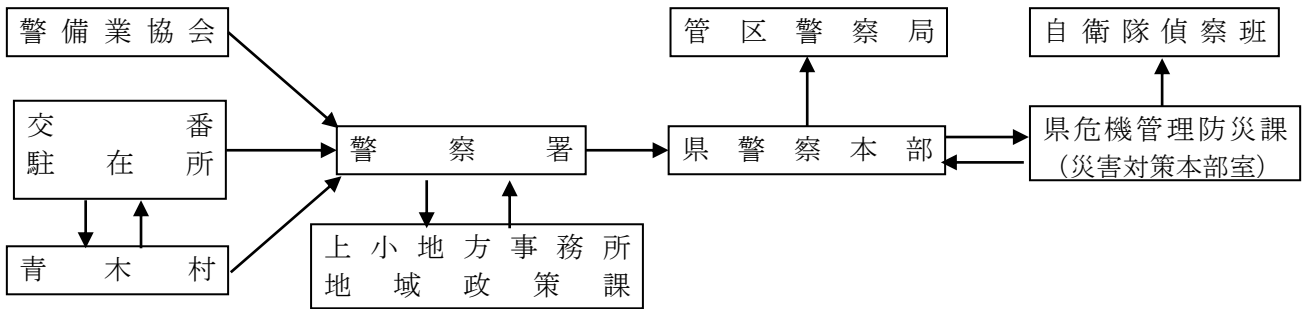 警備業協会
管区警察局
自衛隊偵察班
交番
駐在所
警察署
県警察本部
県危機管理防災課
（災害対策本部室）
青木村
上小地方事務所
地域政策課